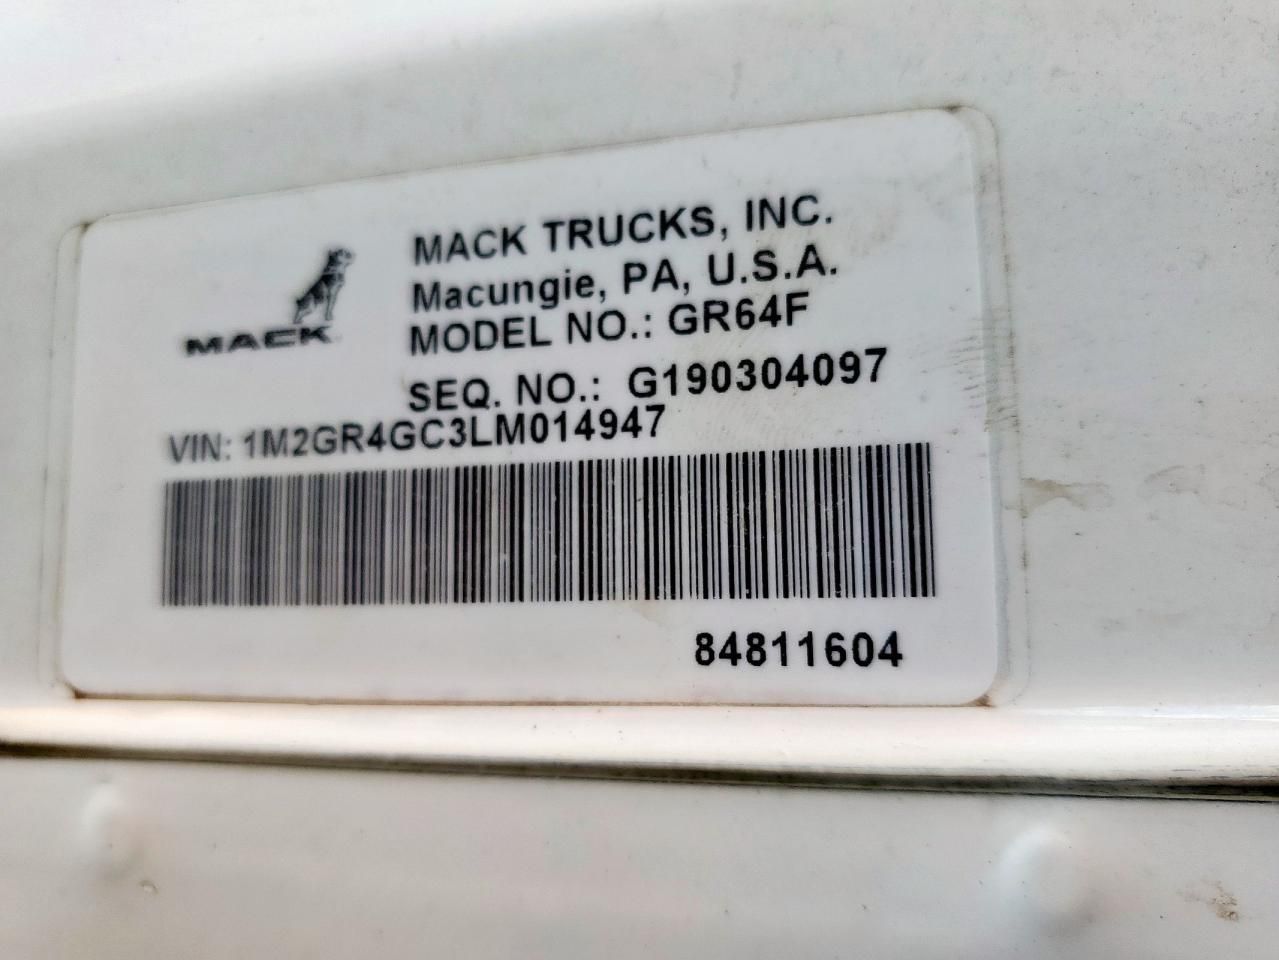 MACK
MACK TRUCKS, INC.
Macungie, PA, U.S.A.
MODEL NO.: GR64F
SEQ. NO.: G190304097
VIN: 1M2GR4GC3LM014947
84811604